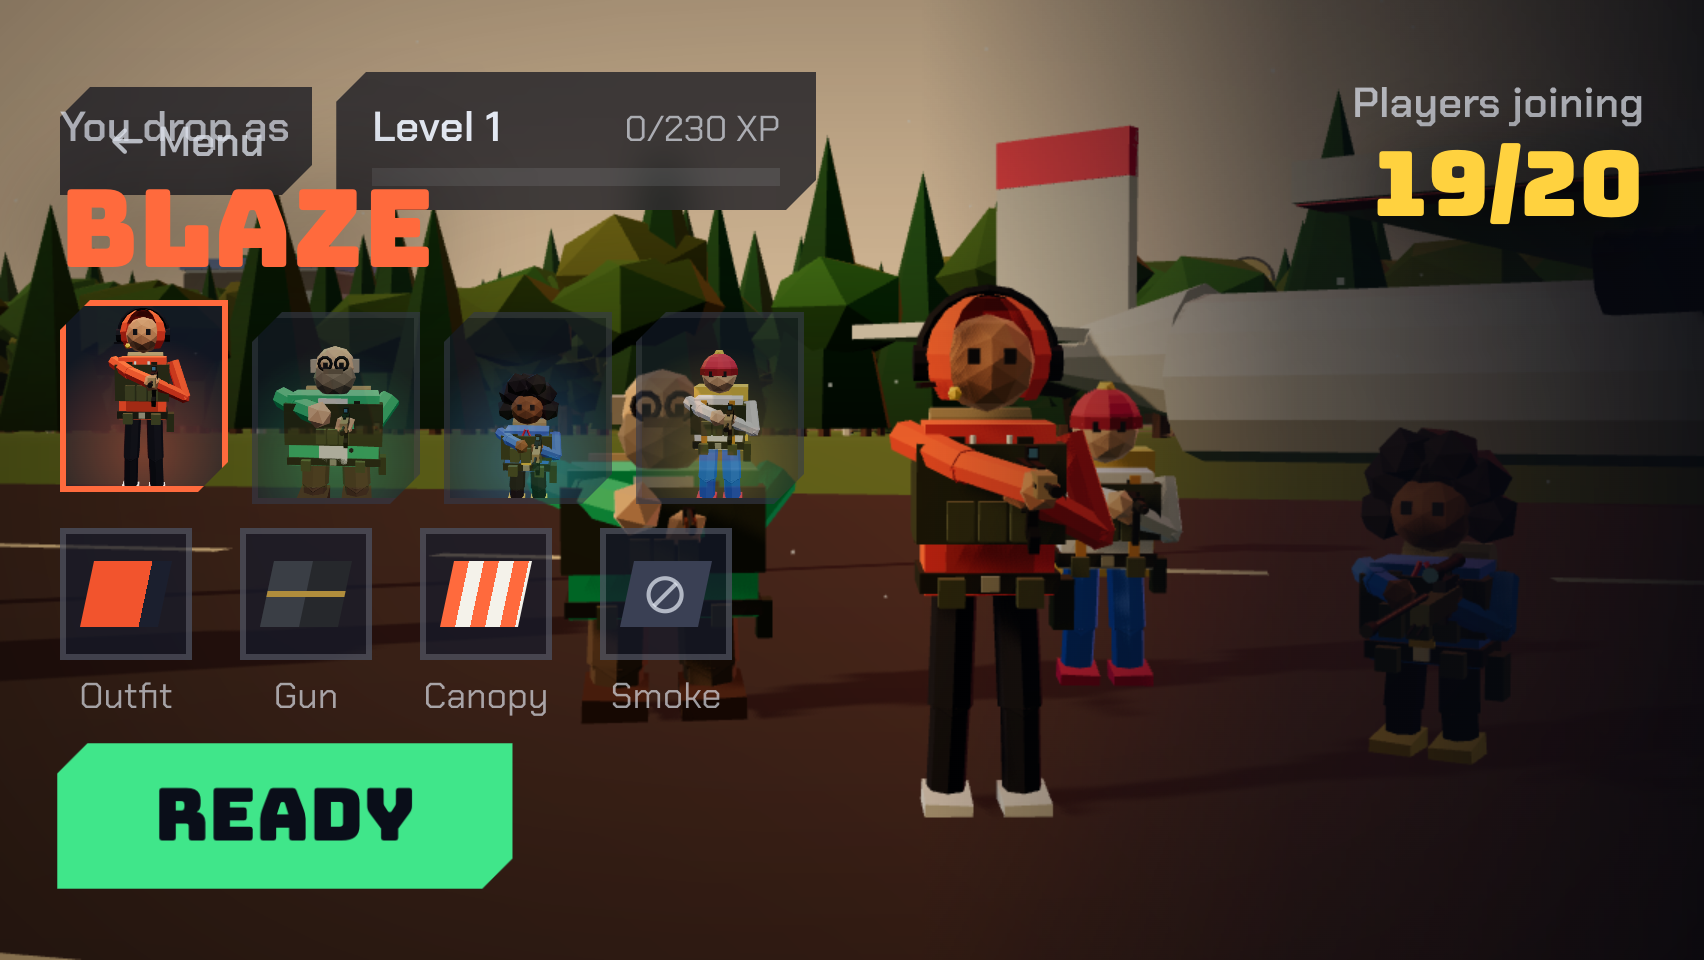 You drop as
← Menu
Level 1
0/230 XP
BLAZE
Players joining
19/20
Outfit
Gun
Canopy
Smoke
READY